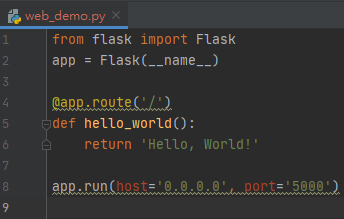 web_demo.py
1 from flask import Flask
2 app = Flask(__name__)
3
4 @app.route('/')
5 def hello_world():
6     return 'Hello, World!'
7
8 app.run(host='0.0.0.0', port='5000')
9